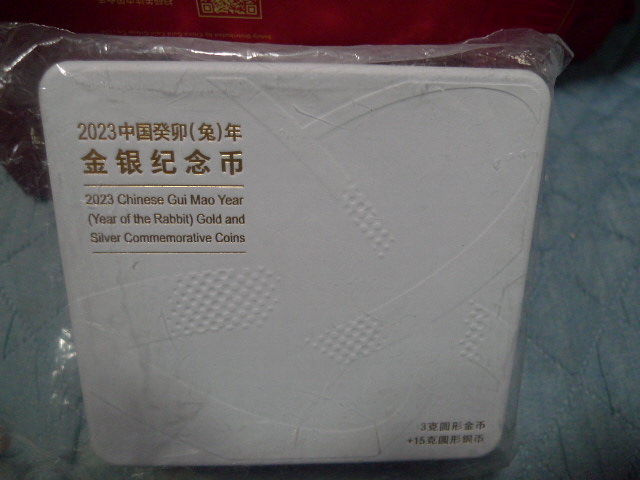 2023中国癸卯(兔)年
金银纪念币
2023 Chinese Gui Mao Year
(Year of the Rabbit) Gold and
Silver Commemorative Coins
3克圆形金币
+15克圆形银币